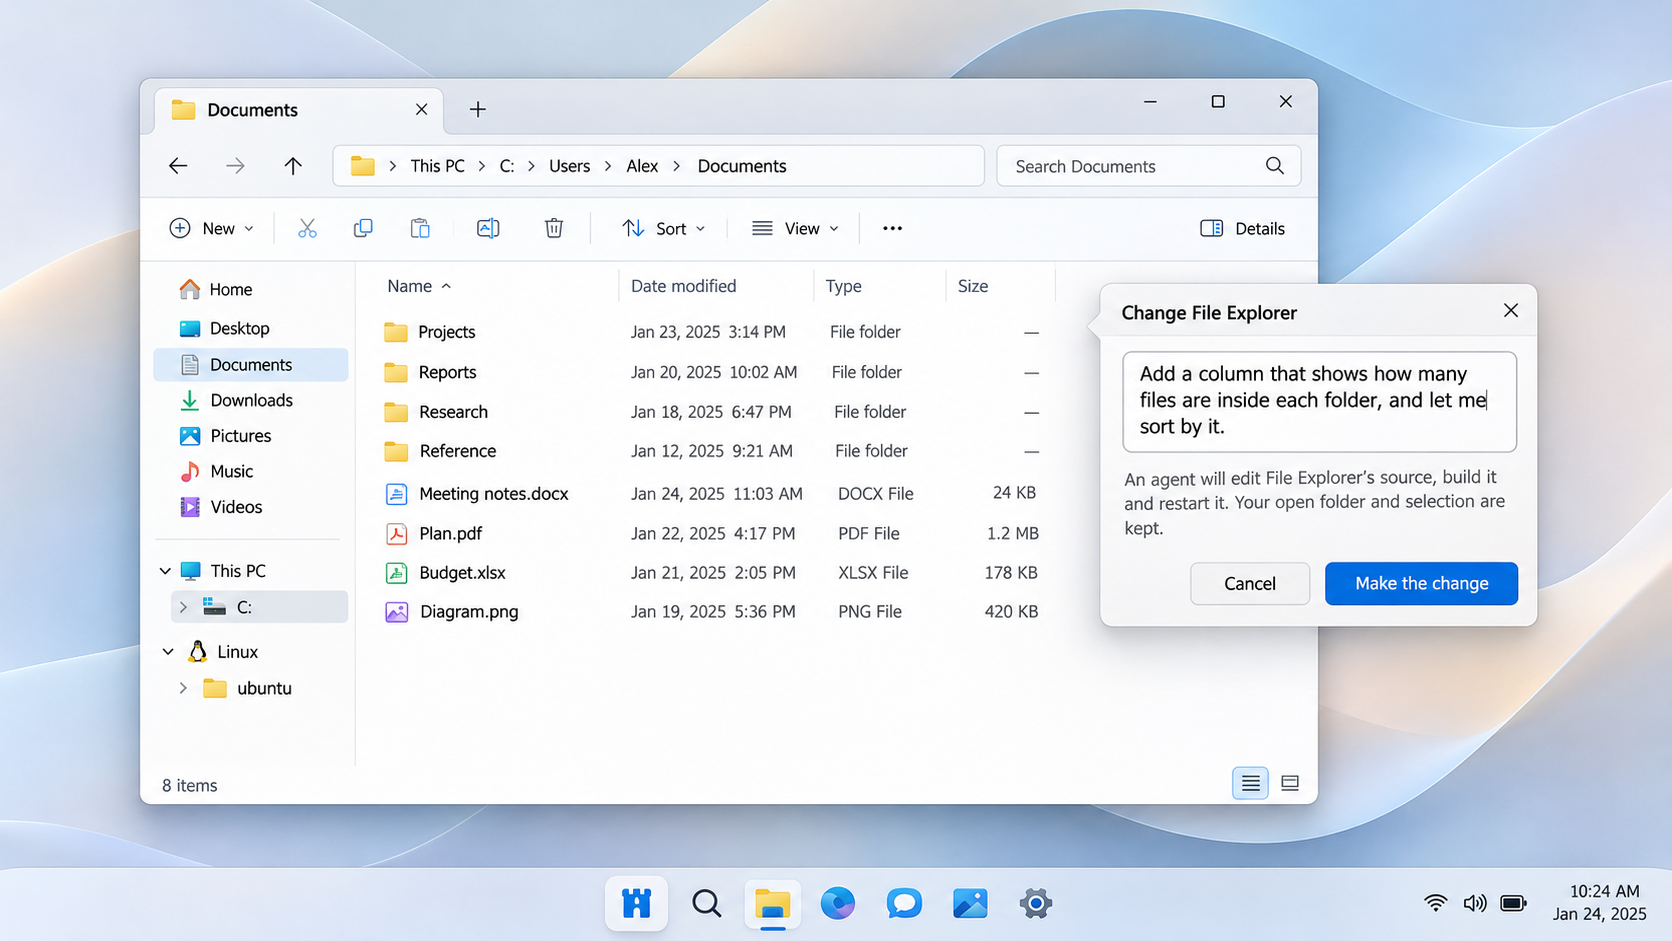 Documents
This PC C: Users Alex Documents
Search Documents
New
Sort
View
Details
Home
Desktop
Documents
Downloads
Pictures
Music
Videos
This PC
C:
Linux
ubuntu
Name Date modified Type Size
Projects Jan 23, 2025 3:14 PM File folder —
Reports Jan 20, 2025 10:02 AM File folder —
Research Jan 18, 2025 6:47 PM File folder —
Reference Jan 12, 2025 9:21 AM File folder —
Meeting notes.docx Jan 24, 2025 11:03 AM DOCX File 24 KB
Plan.pdf Jan 22, 2025 4:17 PM PDF File 1.2 MB
Budget.xlsx Jan 21, 2025 2:05 PM XLSX File 178 KB
Diagram.png Jan 19, 2025 5:36 PM PNG File 420 KB
8 items
Change File Explorer
Add a column that shows how many
files are inside each folder, and let me
sort by it.
An agent will edit File Explorer’s source, build it
and restart it. Your open folder and selection are
kept.
Cancel
Make the change
10:24 AM
Jan 24, 2025